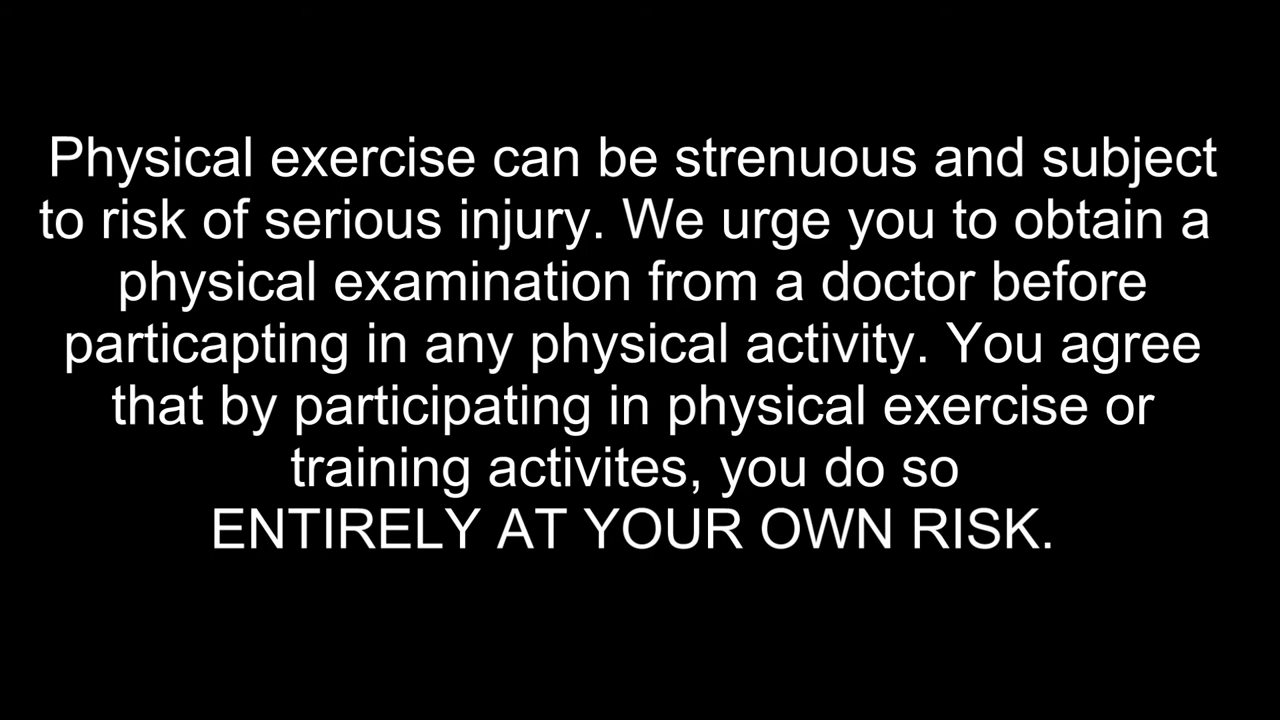 Physical exercise can be strenuous and subject
to risk of serious injury. We urge you to obtain a
physical examination from a doctor before
particapting in any physical activity. You agree
that by participating in physical exercise or
training activites, you do so
ENTIRELY AT YOUR OWN RISK.